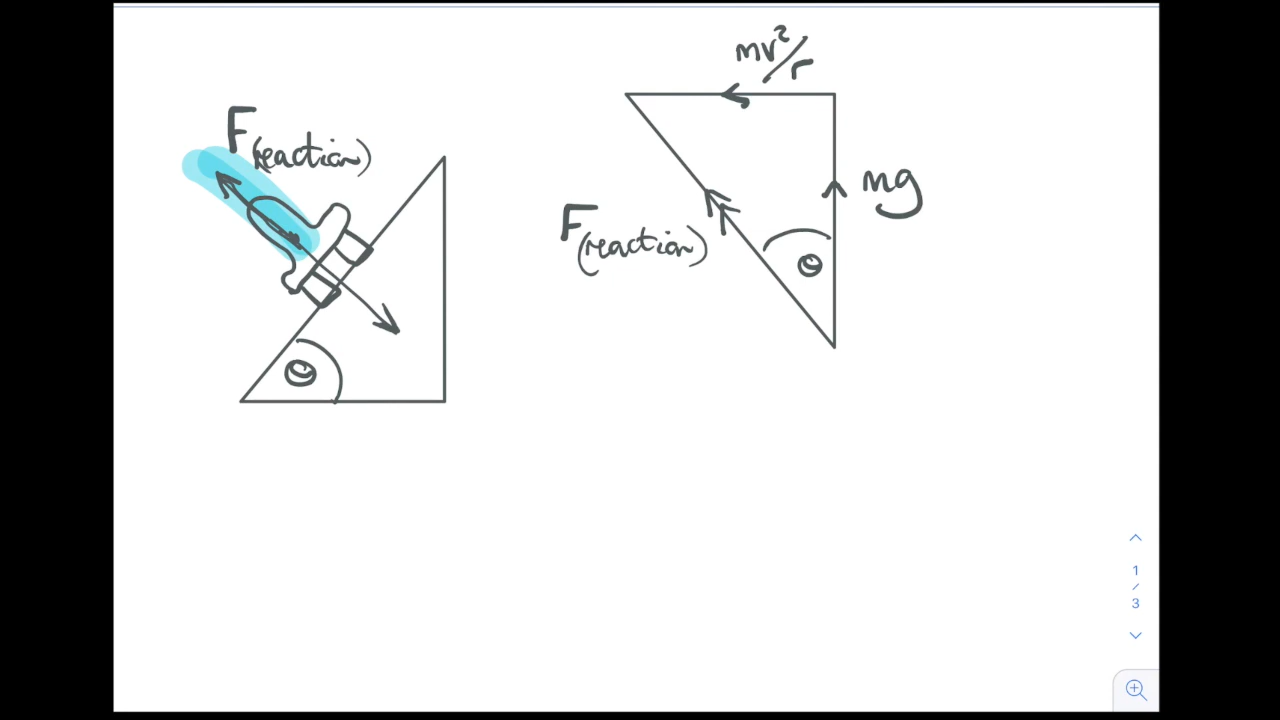 F(reaction)
θ
mv²/r
mg
F(reaction)
θ
1
/
3